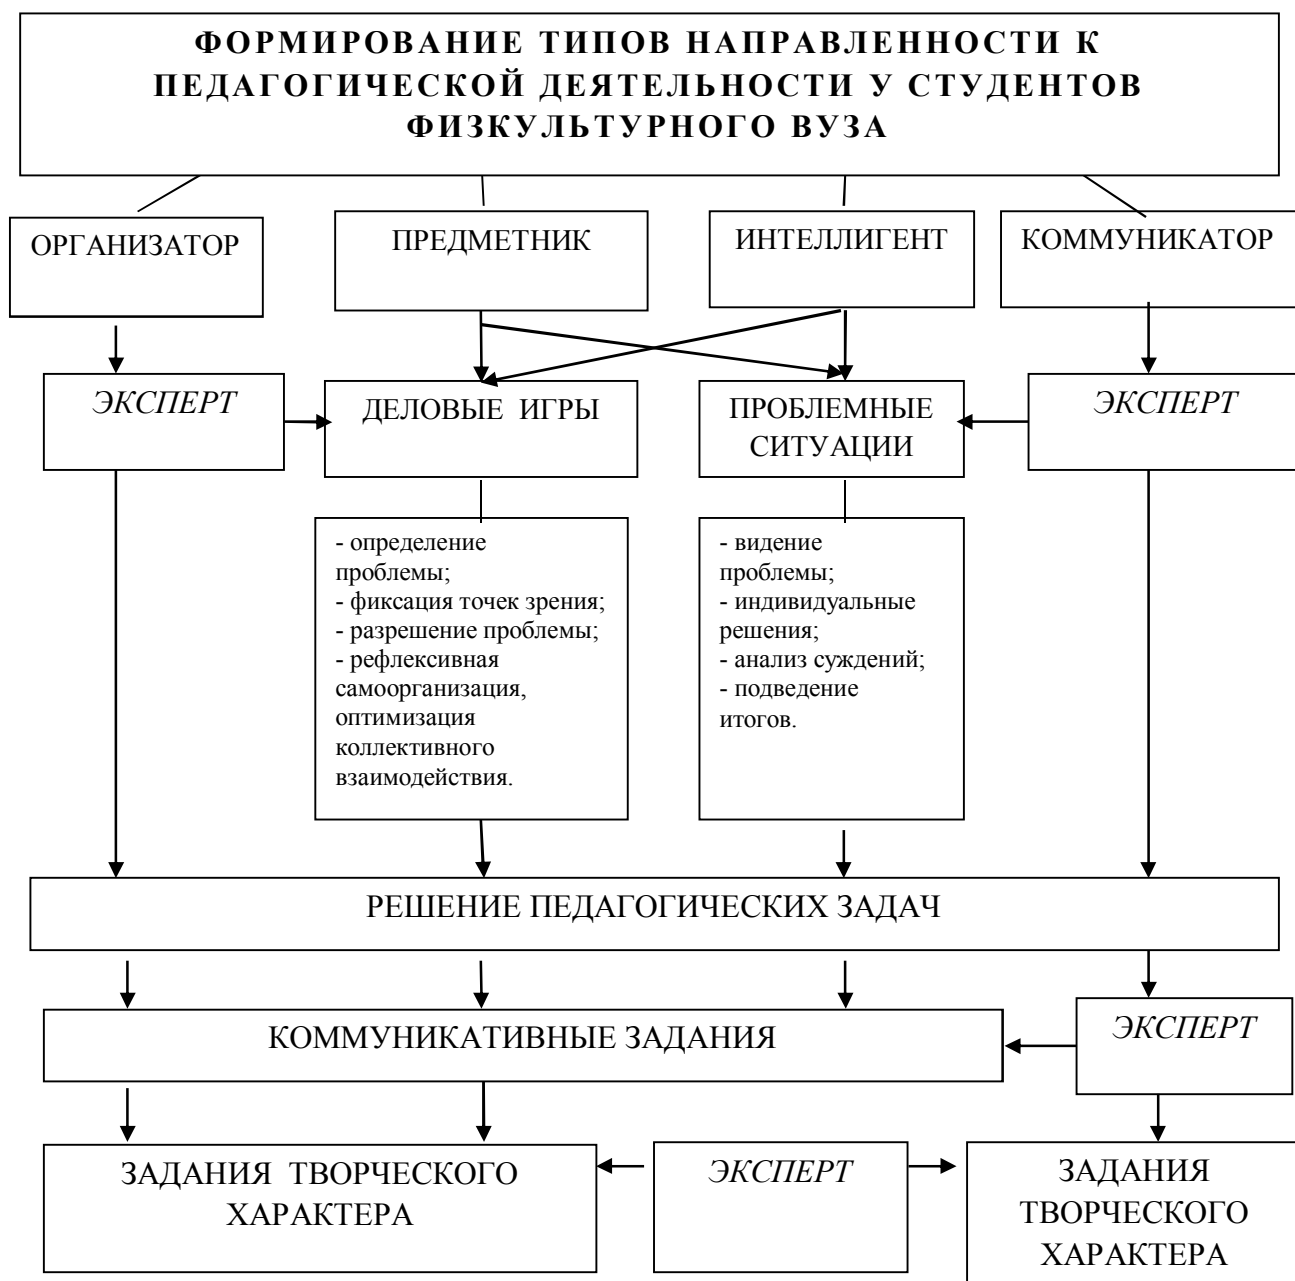 ФОРМИРОВАНИЕ ТИПОВ НАПРАВЛЕННОСТИ К
ПЕДАГОГИЧЕСКОЙ ДЕЯТЕЛЬНОСТИ У СТУДЕНТОВ
ФИЗКУЛЬТУРНОГО ВУЗА
ОРГАНИЗАТОР
ПРЕДМЕТНИК
ИНТЕЛЛИГЕНТ
КОММУНИКАТОР
ЭКСПЕРТ
ДЕЛОВЫЕ ИГРЫ
ПРОБЛЕМНЫЕ
СИТУАЦИИ
ЭКСПЕРТ
- определение
проблемы;
- фиксация точек зрения;
- разрешение проблемы;
- рефлексивная
самоорганизация,
оптимизация
коллективного
взаимодействия.
- видение
проблемы;
- индивидуальные
решения;
- анализ суждений;
- подведение
итогов.
РЕШЕНИЕ ПЕДАГОГИЧЕСКИХ ЗАДАЧ
КОММУНИКАТИВНЫЕ ЗАДАНИЯ
ЭКСПЕРТ
ЗАДАНИЯ ТВОРЧЕСКОГО
ХАРАКТЕРА
ЭКСПЕРТ
ЗАДАНИЯ
ТВОРЧЕСКОГО
ХАРАКТЕРА